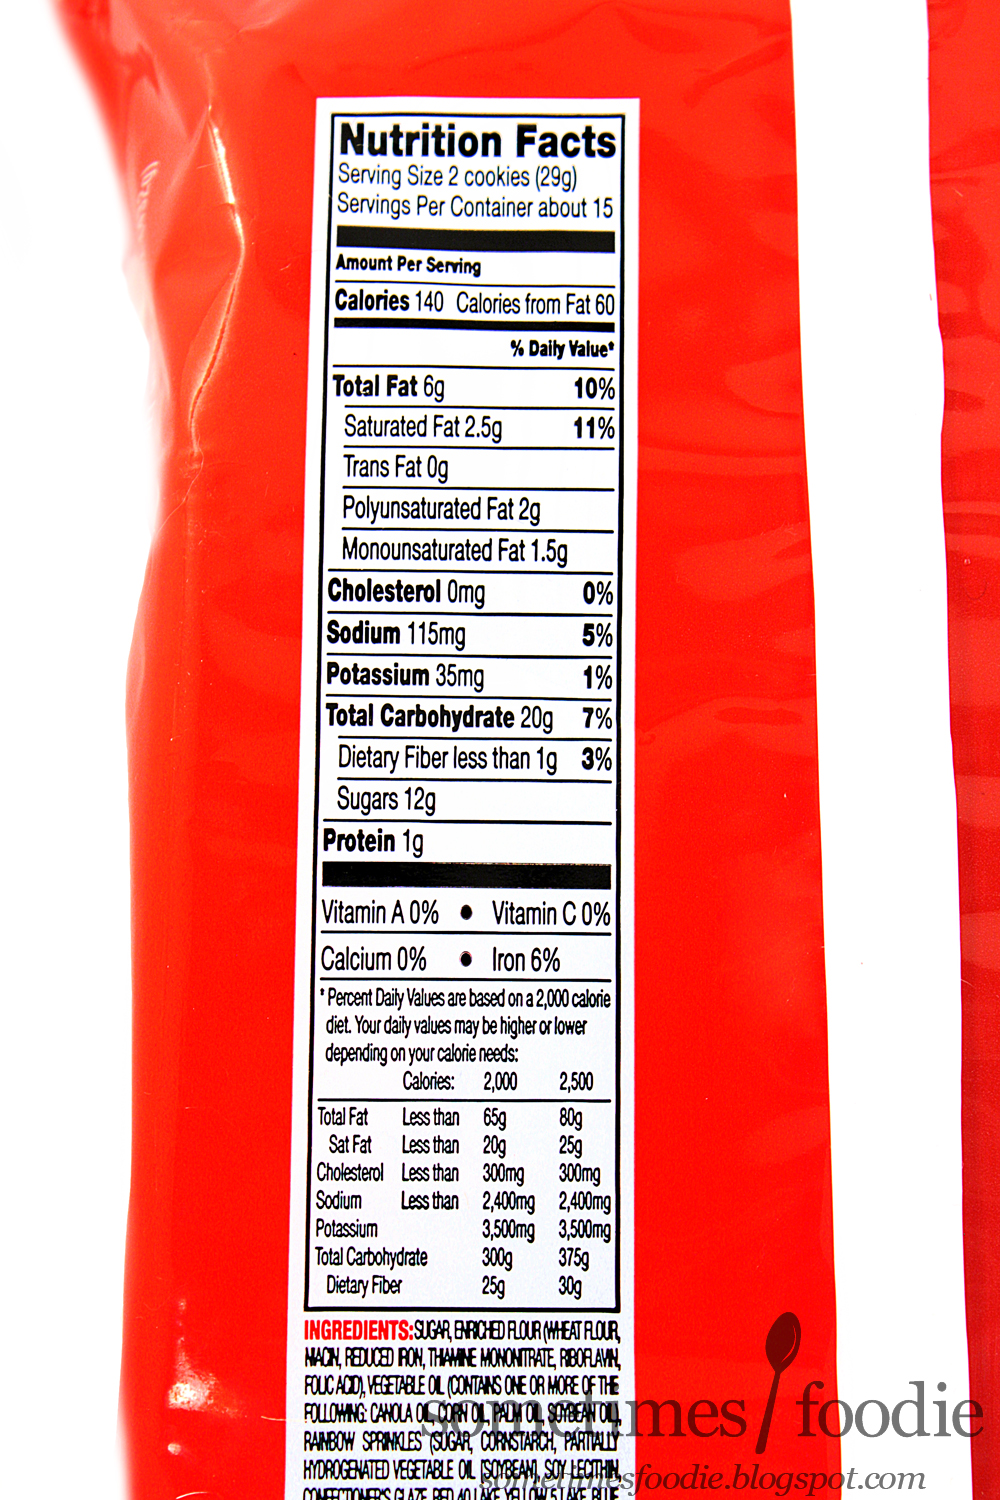 Nutrition Facts
Serving Size 2 cookies (29g)
Servings Per Container about 15
Amount Per Serving
Calories 140 Calories from Fat 60
% Daily Value*
Total Fat 6g 10%
Saturated Fat 2.5g 11%
Trans Fat 0g
Polyunsaturated Fat 2g
Monounsaturated Fat 1.5g
Cholesterol 0mg 0%
Sodium 115mg 5%
Potassium 35mg 1%
Total Carbohydrate 20g 7%
Dietary Fiber less than 1g 3%
Sugars 12g
Protein 1g
Vitamin A 0% • Vitamin C 0%
Calcium 0% • Iron 6%
* Percent Daily Values are based on a 2,000 calorie
diet. Your daily values may be higher or lower
depending on your calorie needs:
Calories: 2,000 2,500
Total Fat Less than 65g 80g
Sat Fat Less than 20g 25g
Cholesterol Less than 300mg 300mg
Sodium Less than 2,400mg 2,400mg
Potassium 3,500mg 3,500mg
Total Carbohydrate 300g 375g
Dietary Fiber 25g 30g
INGREDIENTS: SUGAR, ENRICHED FLOUR (WHEAT FLOUR,
NIACIN, REDUCED IRON, THIAMINE MONONITRATE, RIBOFLAVIN,
FOLIC ACID), VEGETABLE OIL (CONTAINS ONE OR MORE OF THE
FOLLOWING: CANOLA OIL, CORN OIL, PALM OIL, SOYBEAN OIL),
RAINBOW SPRINKLES (SUGAR, CORNSTARCH, PARTIALLY
HYDROGENATED VEGETABLE OIL [SOYBEAN], SOY LECITHIN,
CONFECTIONER'S GLAZE, RED 40 LAKE, YELLOW 5 LAKE, BLUE
sometimes foodie
sometimesfoodie.blogspot.com